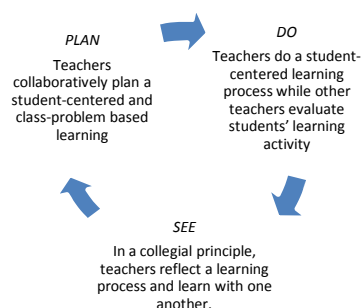 PLAN
Teachers
collaboratively plan a
student-centered and
class-problem based
learning
DO
Teachers do a student-
centered learning
process while other
teachers evaluate
students’ learning
activity
SEE
In a collegial principle,
teachers reflect a learning
process and learn with one
another.